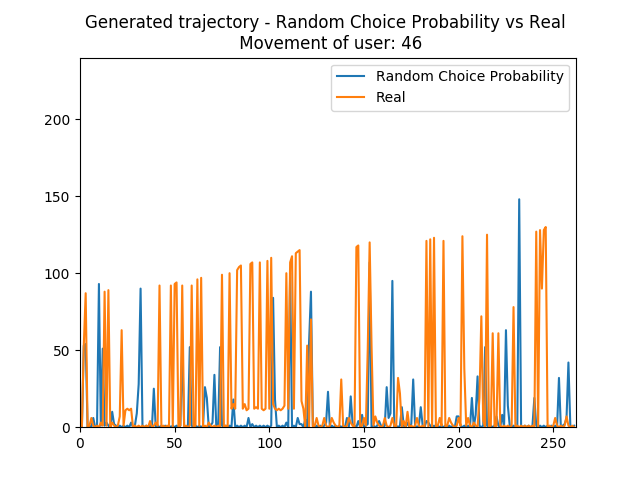 Generated trajectory - Random Choice Probability vs Real
Movement of user: 46
Random Choice Probability
Real
200
150
100
50
0
0 50 100 150 200 250